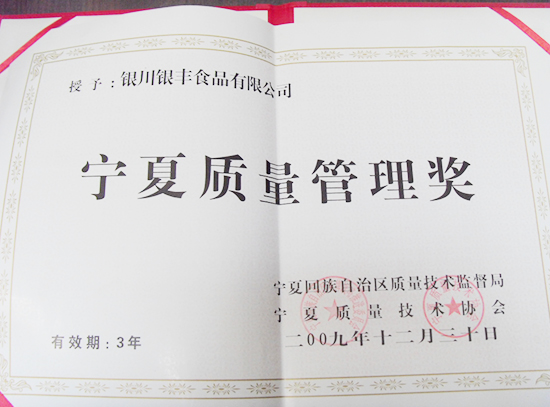 授予：银川银丰食品有限公司
宁夏质量管理奖
宁夏回族自治区质量技术监督局
宁夏质量技术协会
有效期：3年
二00九年十二月三十日